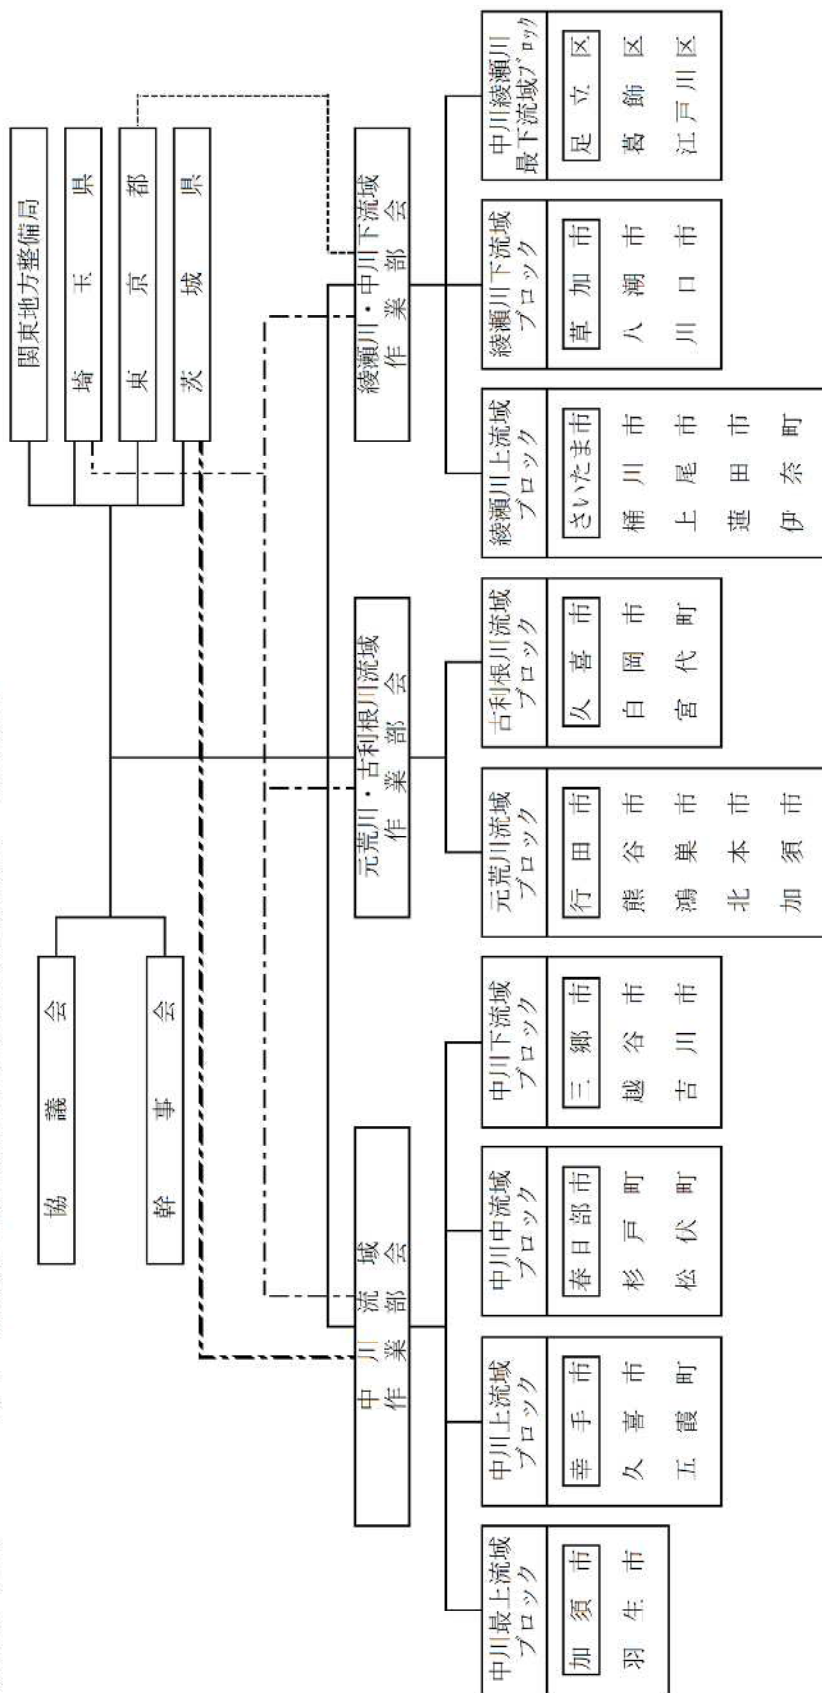 協議会
幹事会
関東地方整備局
埼玉県
東京都
茨城県
中川流域
作業部会
元荒川・古利根川流域
作業部会
綾瀬川・中川下流域
作業部会
中川最上流域
ブロック
加須市
羽生市
中川上流域
ブロック
幸手市
久喜市
五霞町
中川中流域
ブロック
春日部市
杉戸町
松伏町
中川下流域
ブロック
三郷市
越谷市
吉川市
元荒川流域
ブロック
行田市
熊谷市
鴻巣市
北本市
加須市
古利根川流域
ブロック
久喜市
白岡市
宮代町
綾瀬川上流域
ブロック
さいたま市
桶川市
上尾市
蓮田市
伊奈町
綾瀬川下流域
ブロック
草加市
八潮市
川口市
中川綾瀬川
最下流域ブロック
足立区
葛飾区
江戸川区